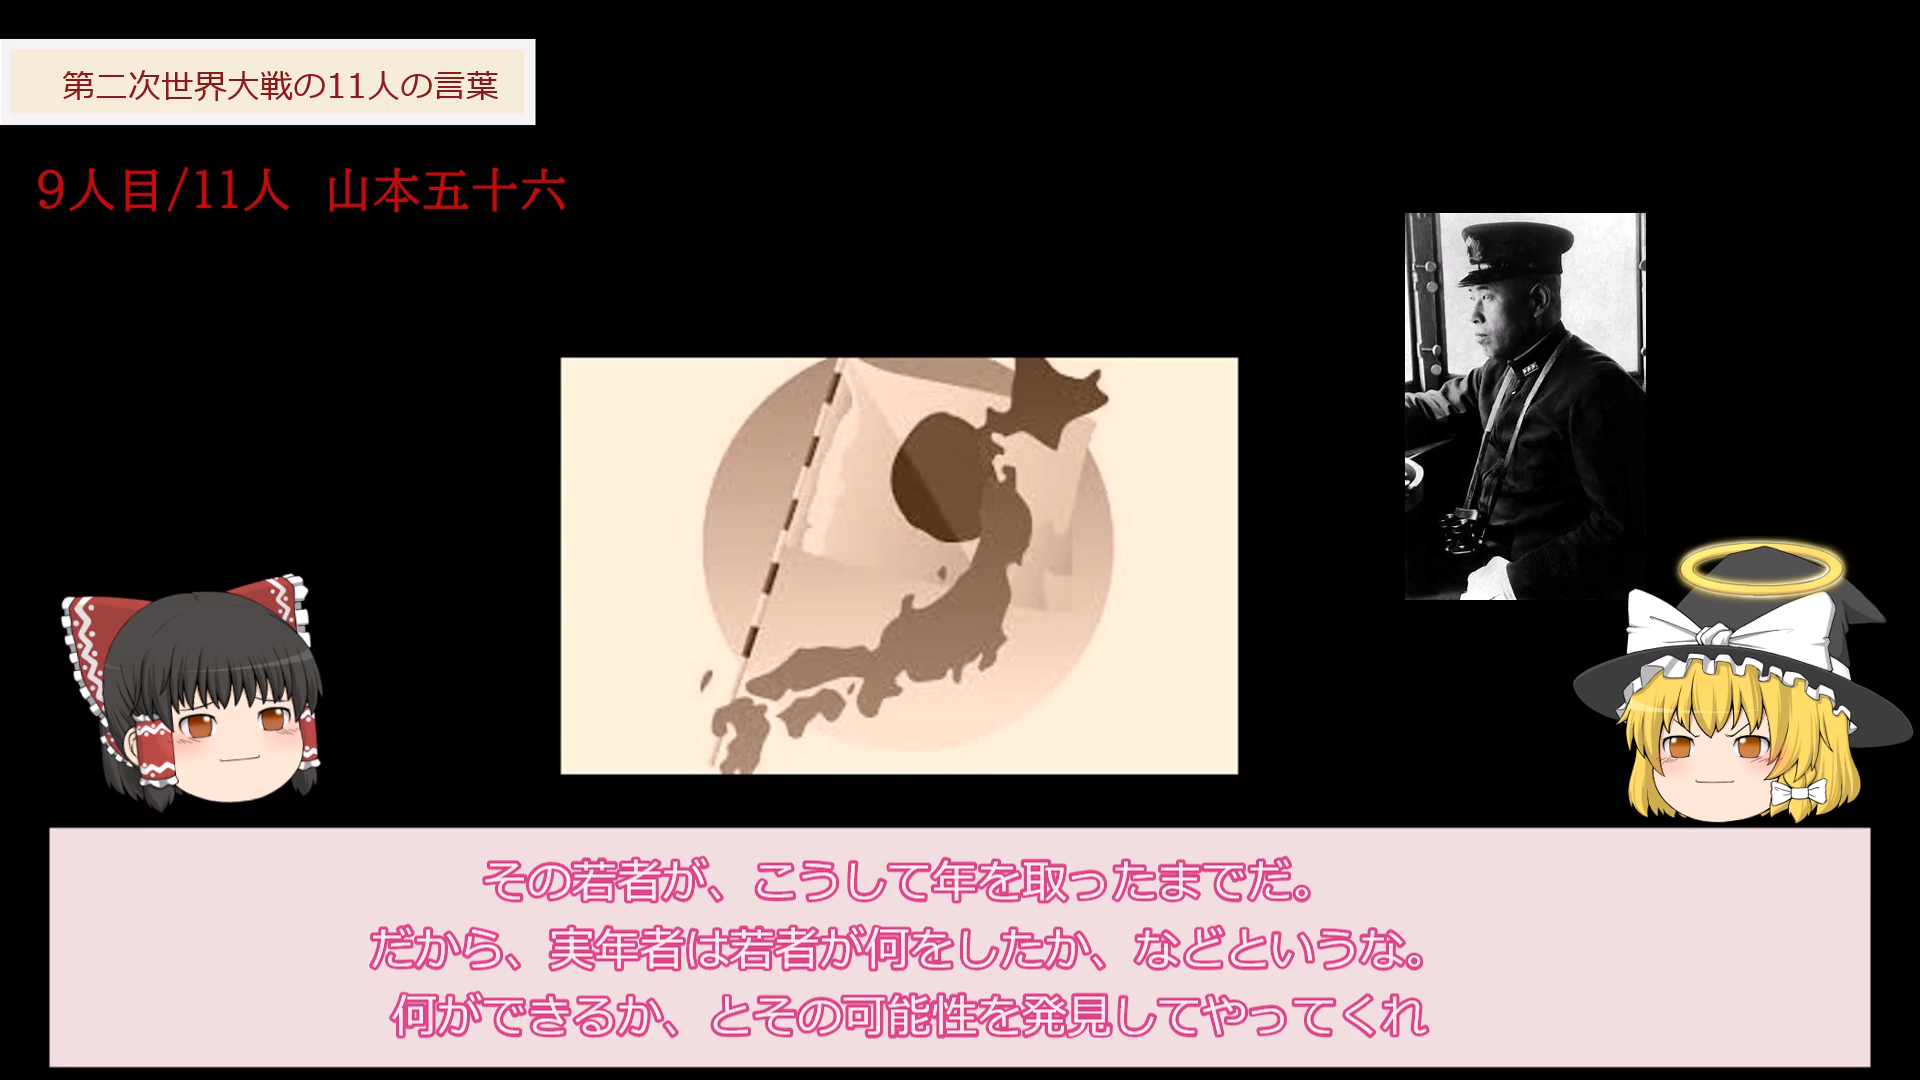 第二次世界大戦の11人の言葉
9人目/11人　山本五十六
その若者が、こうして年を取ったまでだ。
だから、実年者は若者が何をしたか、などというな。
何ができるか、とその可能性を発見してやってくれ